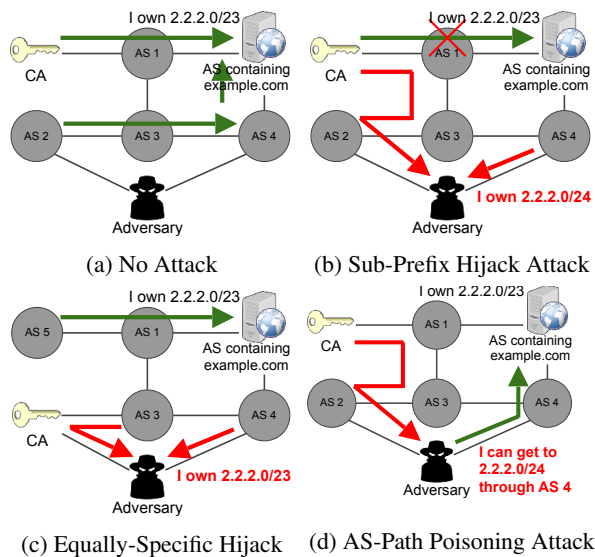 I own 2.2.2.0/23
CA
AS 1
AS containing
example.com
AS 2
AS 3
AS 4
Adversary
(a) No Attack
I own 2.2.2.0/23
CA
AS 1
AS containing
example.com
AS 2
AS 3
AS 4
I own 2.2.2.0/24
Adversary
(b) Sub-Prefix Hijack Attack
I own 2.2.2.0/23
AS 5
AS 1
AS containing
example.com
AS 3
AS 4
CA
I own 2.2.2.0/23
Adversary
(c) Equally-Specific Hijack
I own 2.2.2.0/23
AS 1
CA
AS containing
example.com
AS 2
AS 3
AS 4
I can get to
2.2.2.0/24
through AS 4
Adversary
(d) AS-Path Poisoning Attack